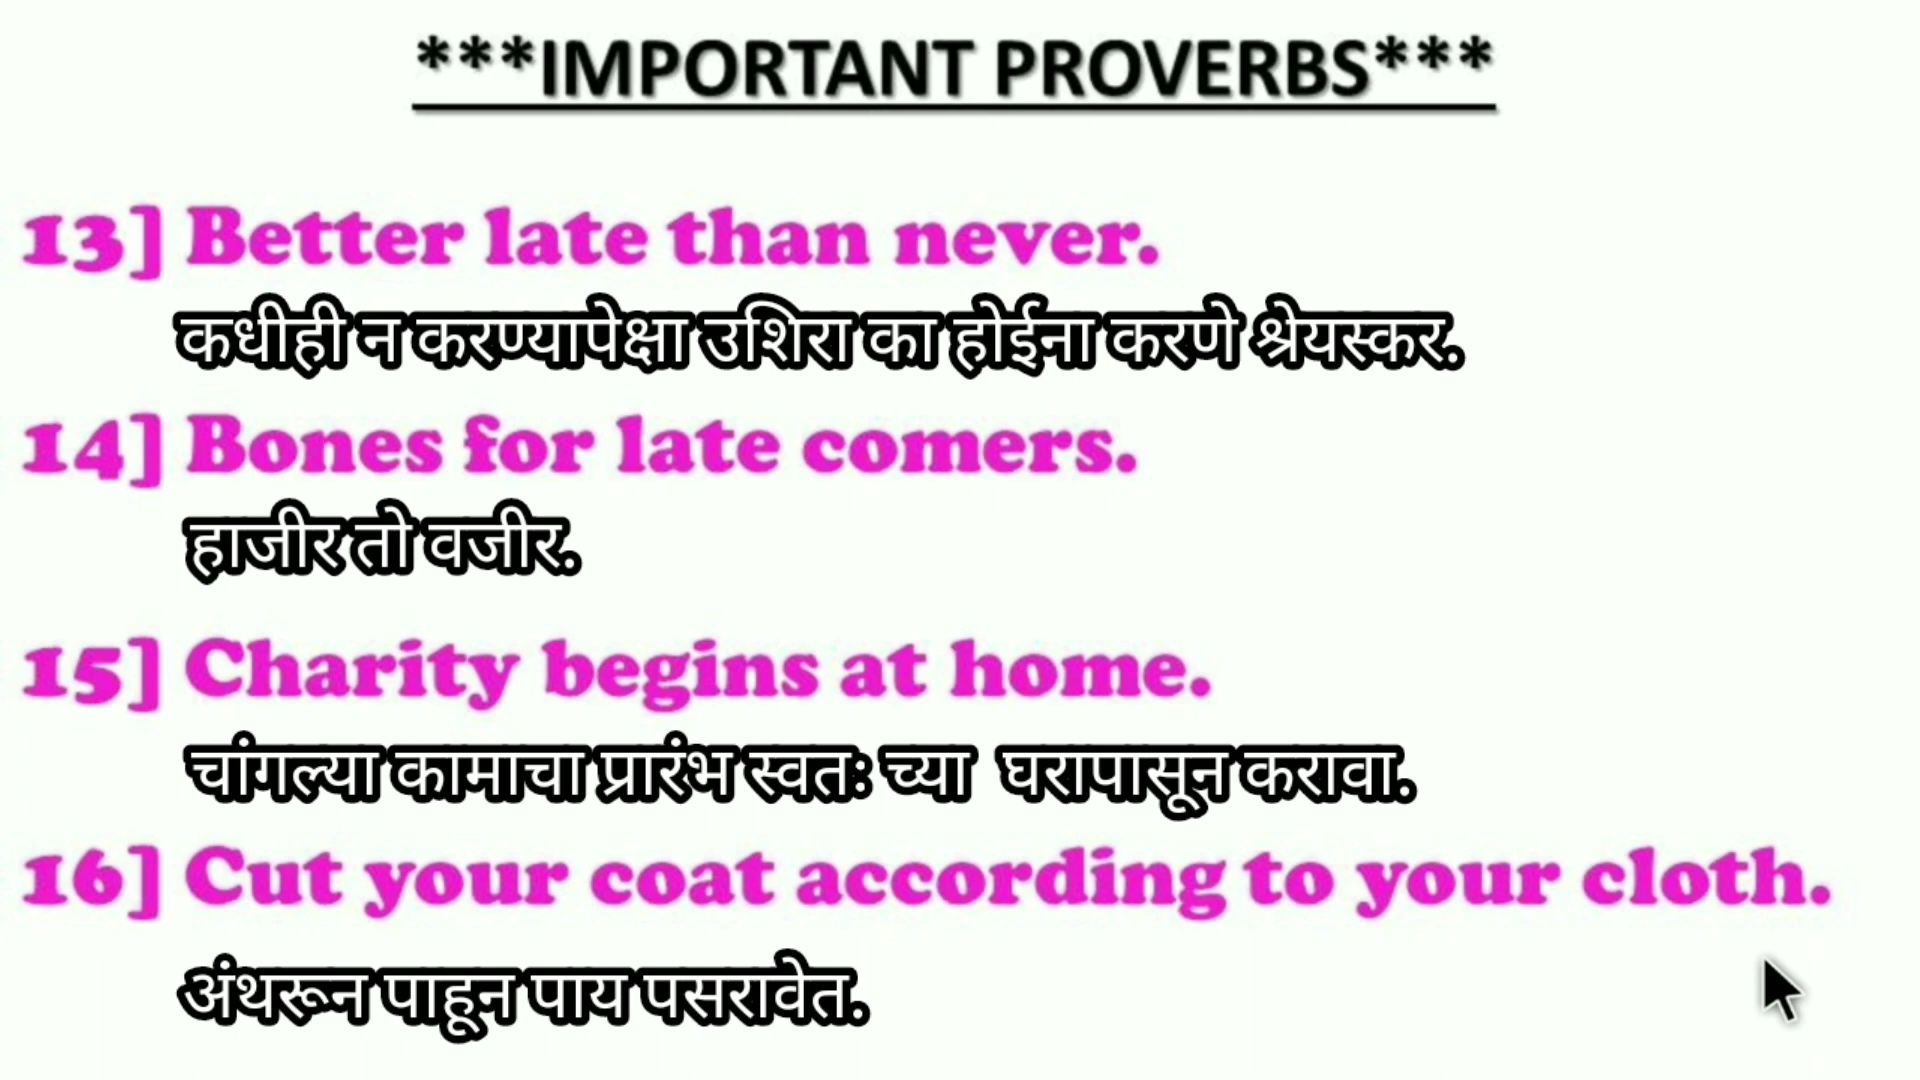 ***IMPORTANT PROVERBS***
13] Better late than never.
कधीही न करण्यापेक्षा उशिरा का होईना करणे श्रेयस्कर.
14] Bones for late comers.
हाजीर तो वजीर.
15] Charity begins at home.
चांगल्या कामाचा प्रारंभ स्वतः च्या घरापासून करावा.
16] Cut your coat according to your cloth.
अंथरून पाहून पाय पसरावेत.